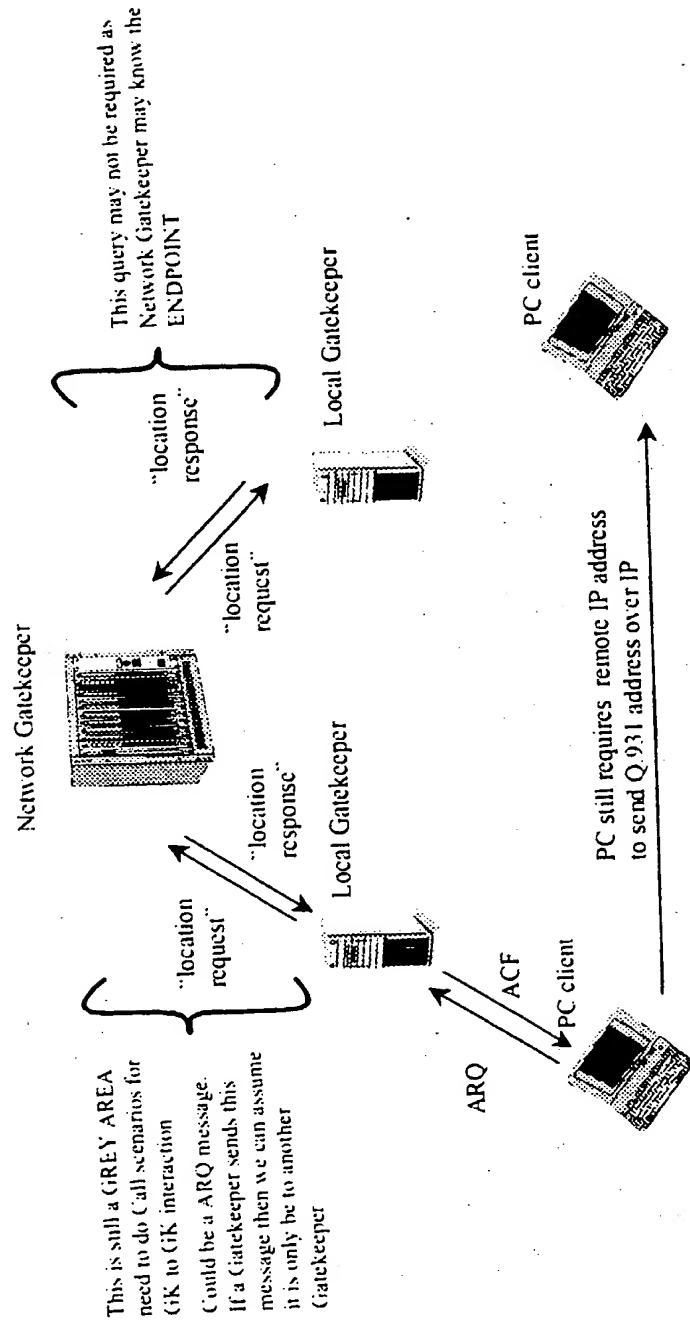 Network Gatekeeper
This is still a GREY AREA
need to do Call scenarios for
GK to GK interaction
Could be a ARQ message.
If a Gatekeeper sends this
message then we can assume
it is only be to another
Gatekeeper
"location
request"
"location
response"
"location
request"
"location
response"
This query may not be required as
Network Gatekeeper may know the
ENDPOINT
Local Gatekeeper
Local Gatekeeper
ARQ
ACF
PC client
PC client
PC still requires remote IP address
to send Q.931 address over IP